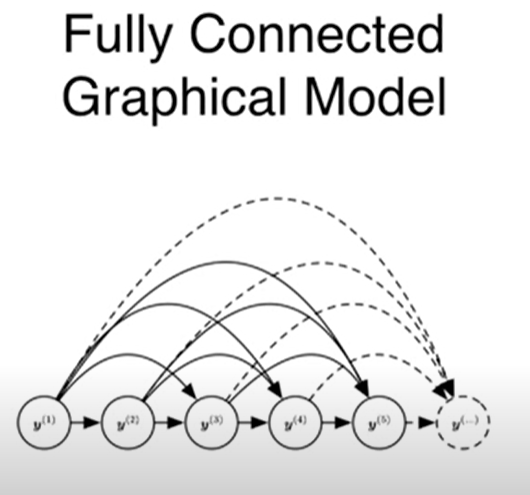 Fully Connected
Graphical Model
y⁽¹⁾ y⁽²⁾ y⁽³⁾ y⁽⁴⁾ y⁽⁵⁾ y⁽…⁾